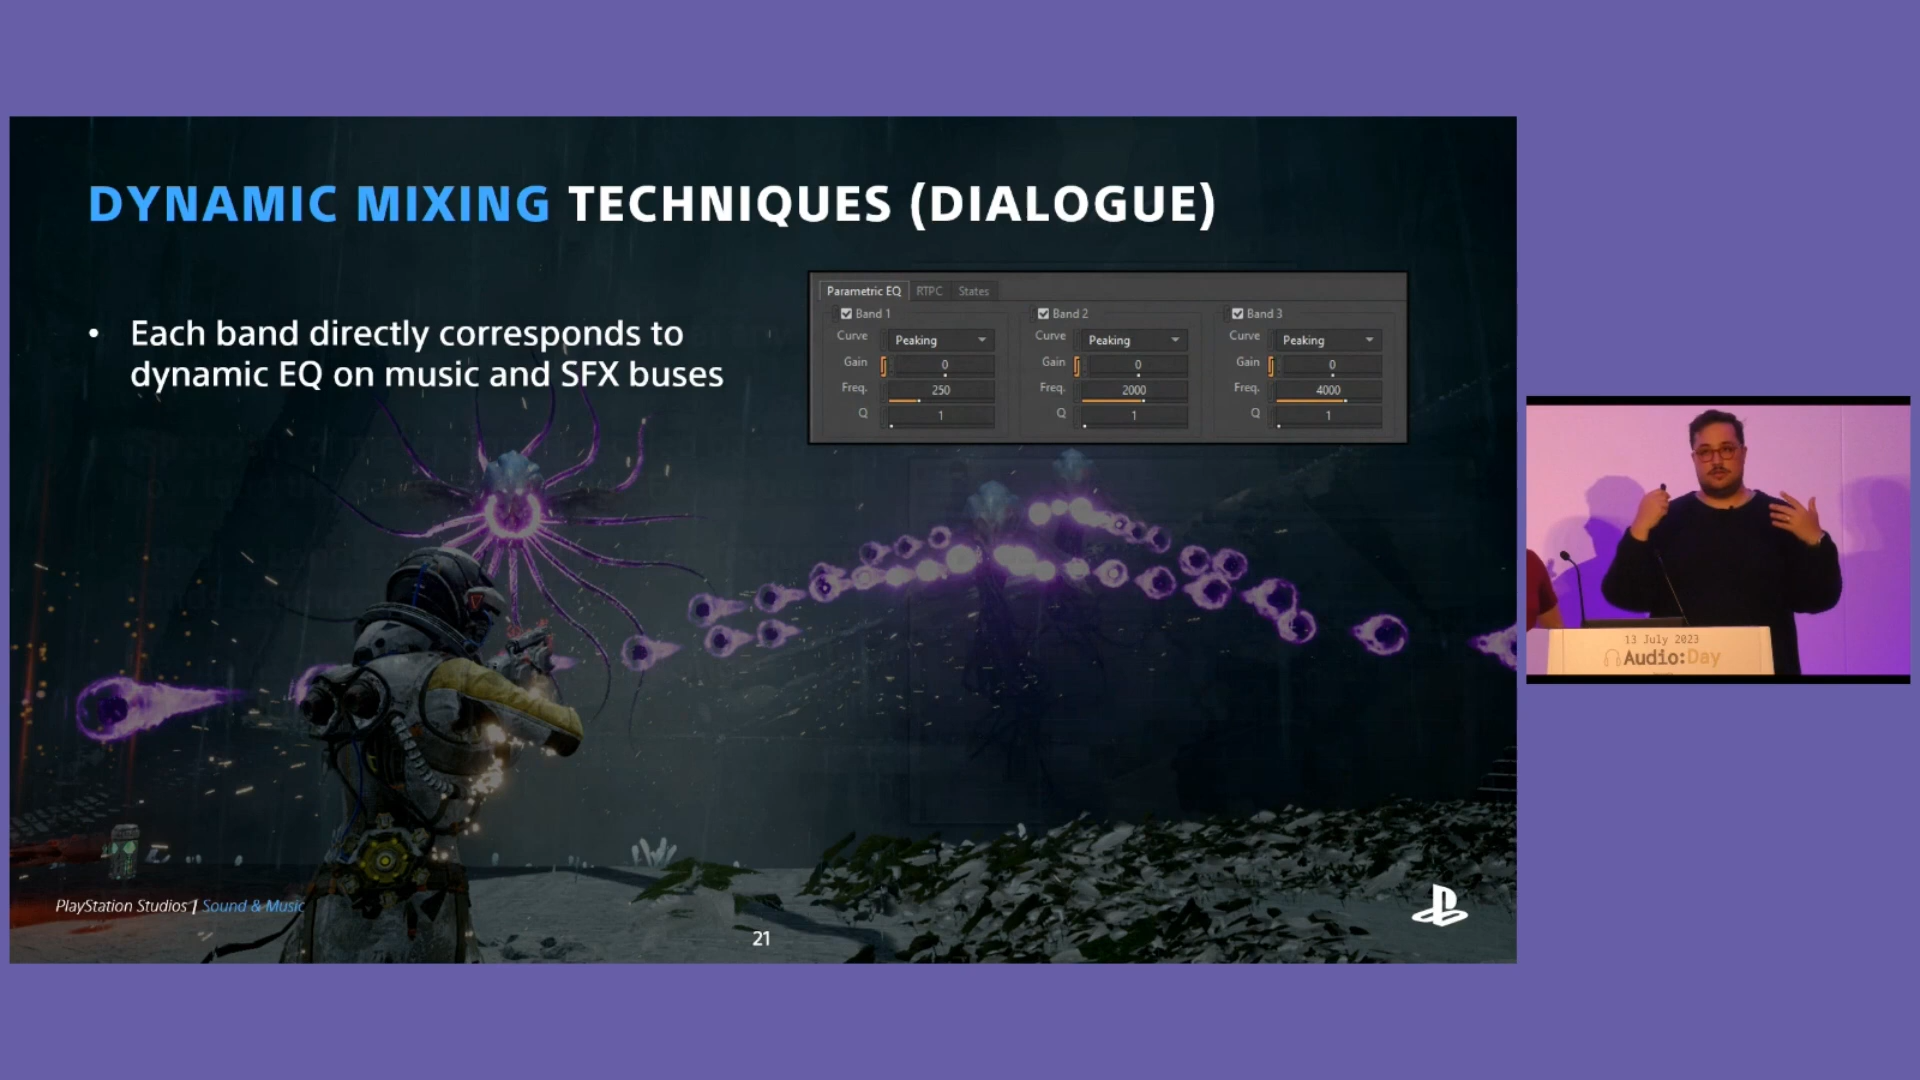 DYNAMIC MIXING TECHNIQUES (DIALOGUE)
• Each band directly corresponds to
dynamic EQ on music and SFX buses
Parametric EQ RTPC States
Band 1 Band 2 Band 3
Curve Peaking Curve Peaking Curve Peaking
Gain 0 Gain 0 Gain 0
Freq. 250 Freq. 2000 Freq. 4000
Q 1 Q 1 Q 1
13 July 2023
Audio:Day
PlayStation Studios | Sound & Music
21